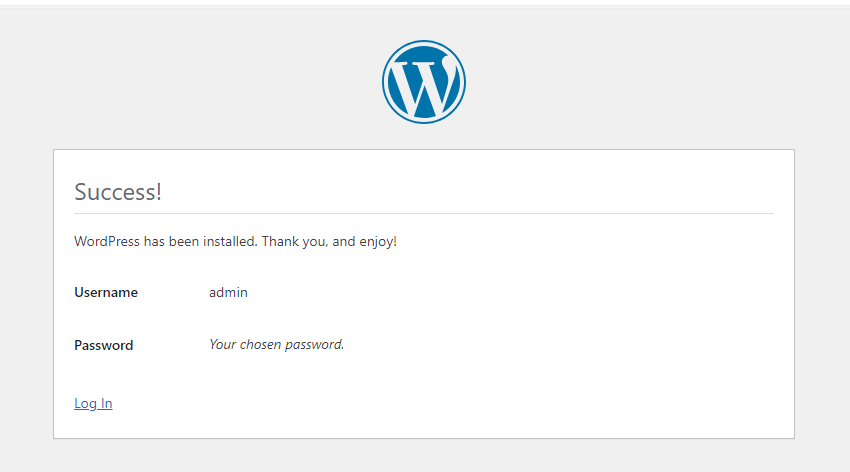 Success!
WordPress has been installed. Thank you, and enjoy!
Username admin
Password Your chosen password.
Log In